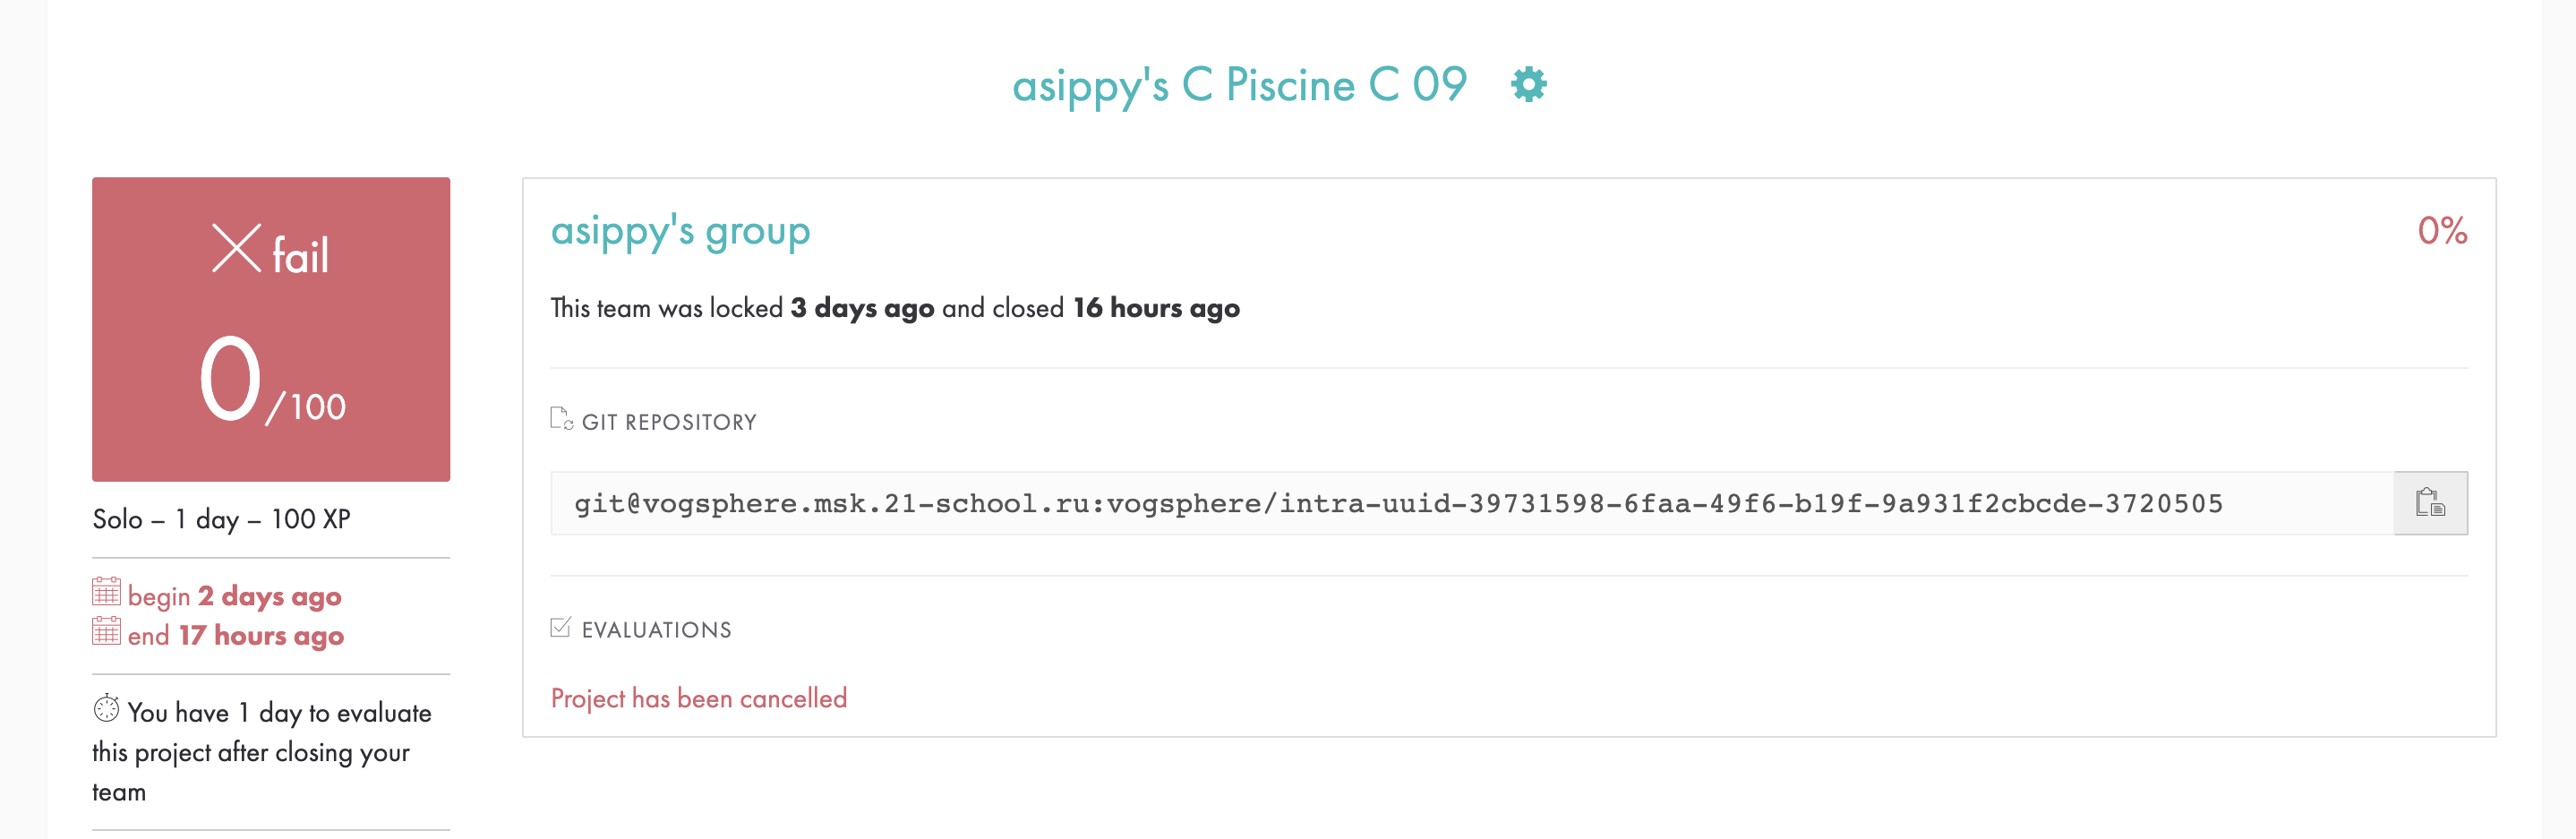 asippy's C Piscine C 09
fail
0/100
Solo – 1 day – 100 XP
begin 2 days ago
end 17 hours ago
You have 1 day to evaluate
this project after closing your
team
asippy's group
0%
This team was locked 3 days ago and closed 16 hours ago
GIT REPOSITORY
git@vogsphere.msk.21-school.ru:vogsphere/intra-uuid-39731598-6faa-49f6-b19f-9a931f2cbcde-3720505
EVALUATIONS
Project has been cancelled